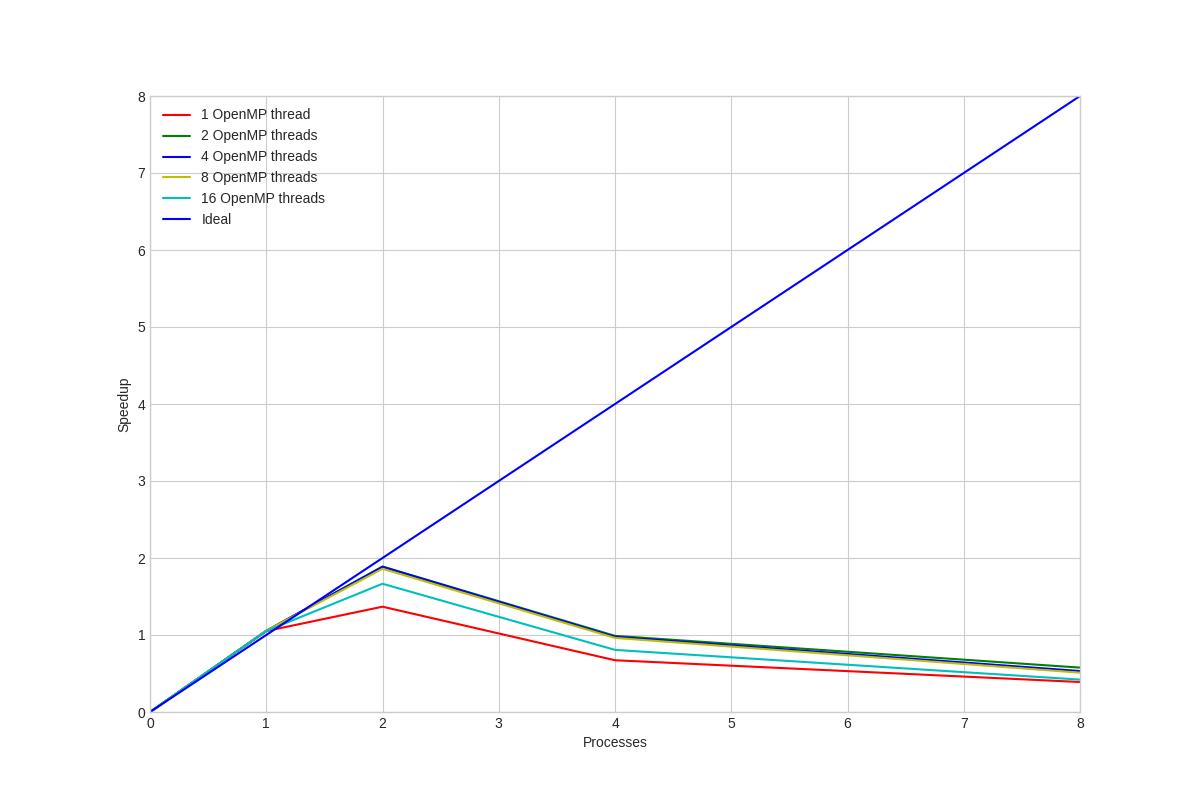 8
7
6
5
4
3
2
1
0
Speedup
1 OpenMP thread
2 OpenMP threads
4 OpenMP threads
8 OpenMP threads
16 OpenMP threads
Ideal
0 1 2 3 4 5 6 7 8
Processes